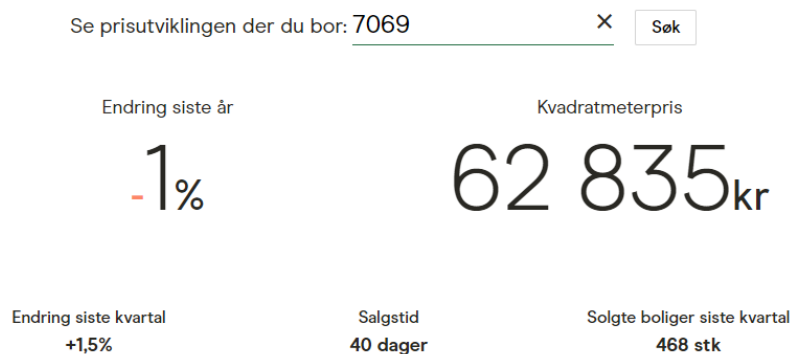 Se prisutviklingen der du bor: 7069 × Søk
Endring siste år Kvadratmeterpris
-1% 62 835kr
Endring siste kvartal Salgstid Solgte boliger siste kvartal
+1,5% 40 dager 468 stk